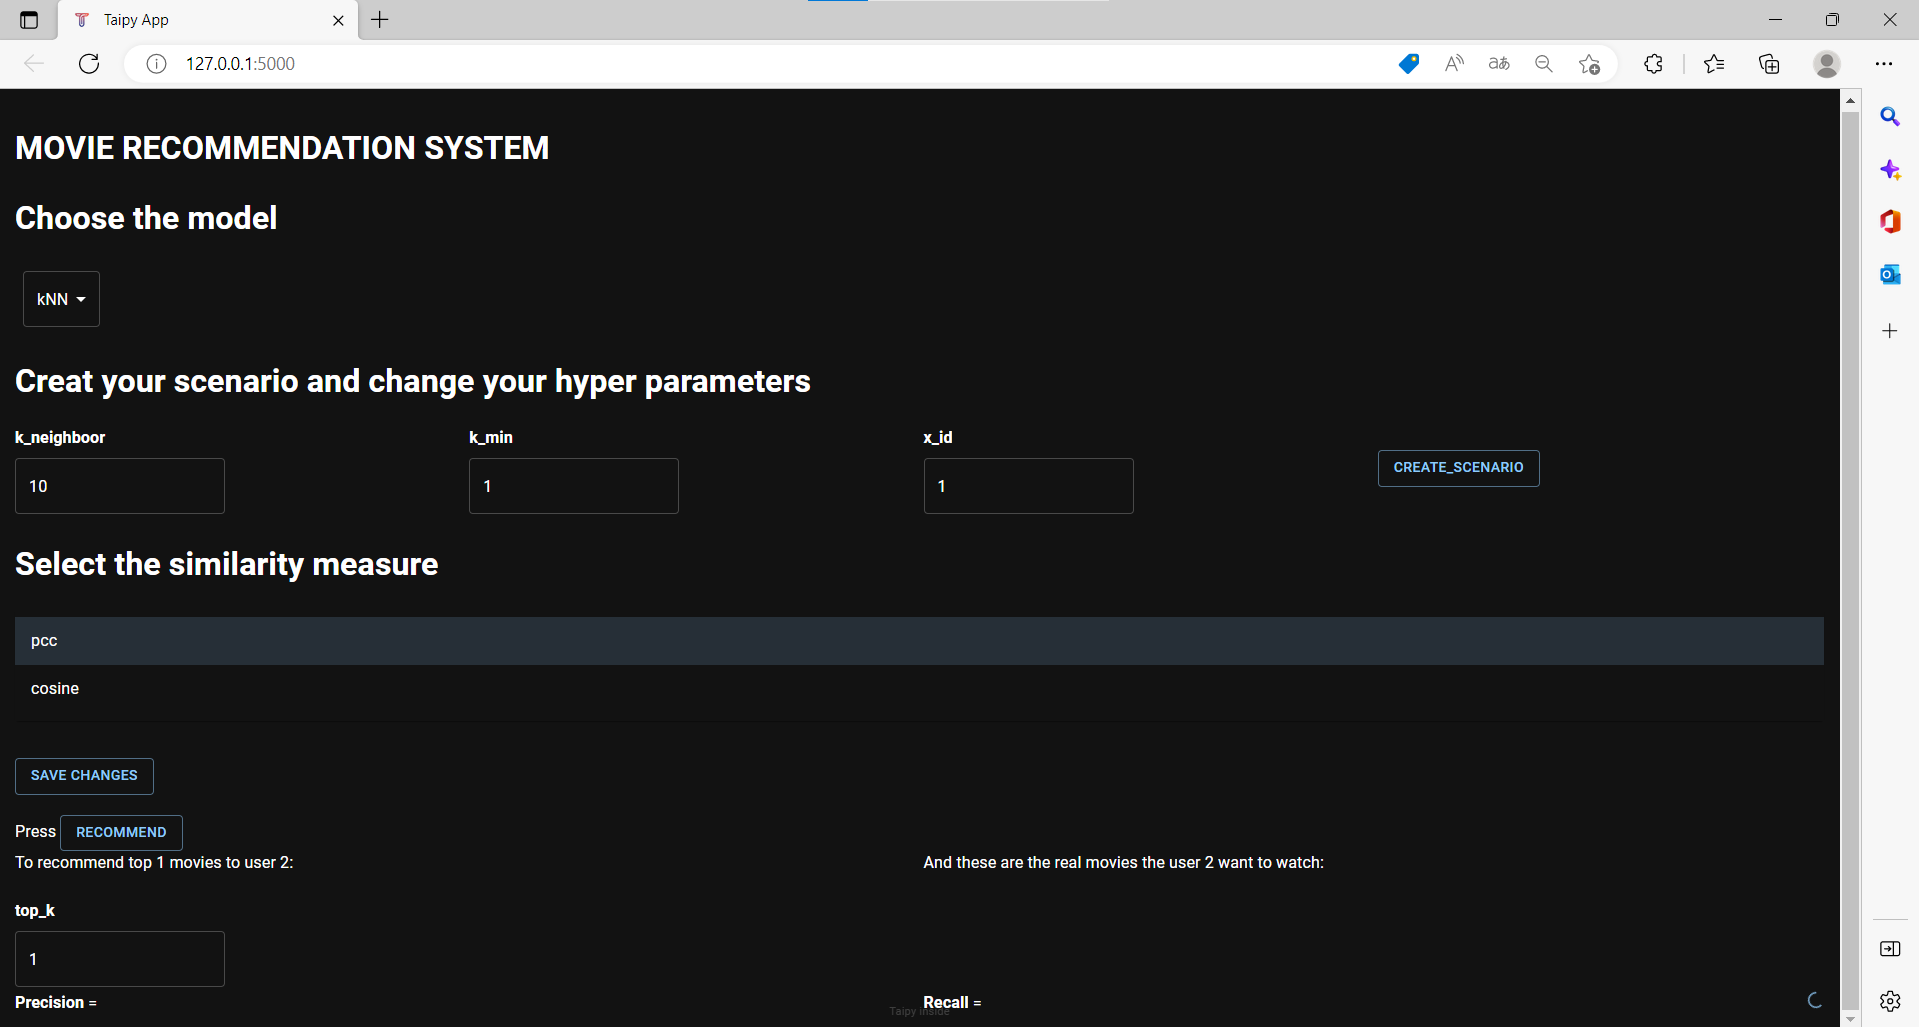 Taipy App
127.0.0.1:5000
MOVIE RECOMMENDATION SYSTEM
Choose the model
kNN
Creat your scenario and change your hyper parameters
k_neighboor k_min x_id
CREATE_SCENARIO
10 1 1
Select the similarity measure
pcc
cosine
SAVE CHANGES
Press RECOMMEND
To recommend top 1 movies to user 2: And these are the real movies the user 2 want to watch:
top_k
1
Precision = Recall =
Taipy inside